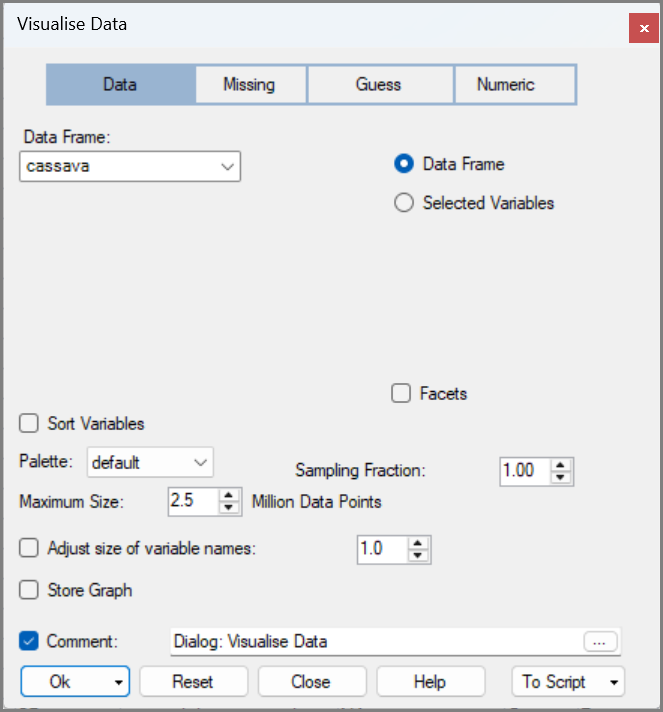 Visualise Data
Data Missing Guess Numeric
Data Frame:
cassava
Data Frame
Selected Variables
Facets
Sort Variables
Palette: default
Sampling Fraction: 1.00
Maximum Size: 2.5 Million Data Points
Adjust size of variable names: 1.0
Store Graph
Comment: Dialog: Visualise Data ...
Ok Reset Close Help To Script